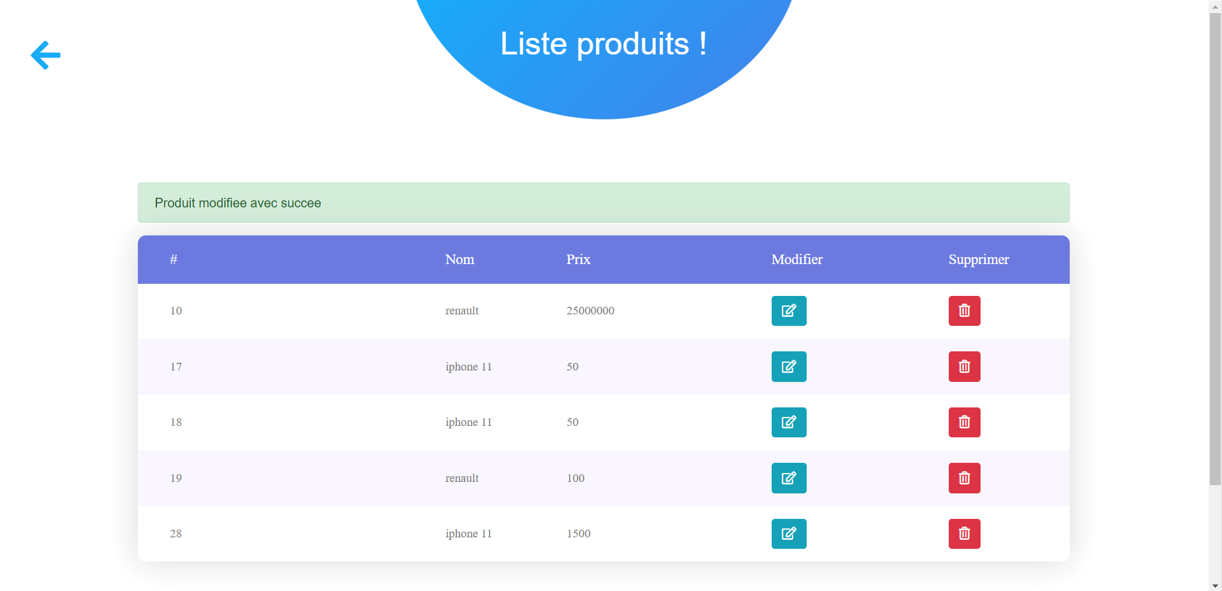 Liste produits !
Produit modifiee avec succee
# Nom Prix Modifier Supprimer
10 renault 25000000
17 iphone 11 50
18 iphone 11 50
19 renault 100
28 iphone 11 1500